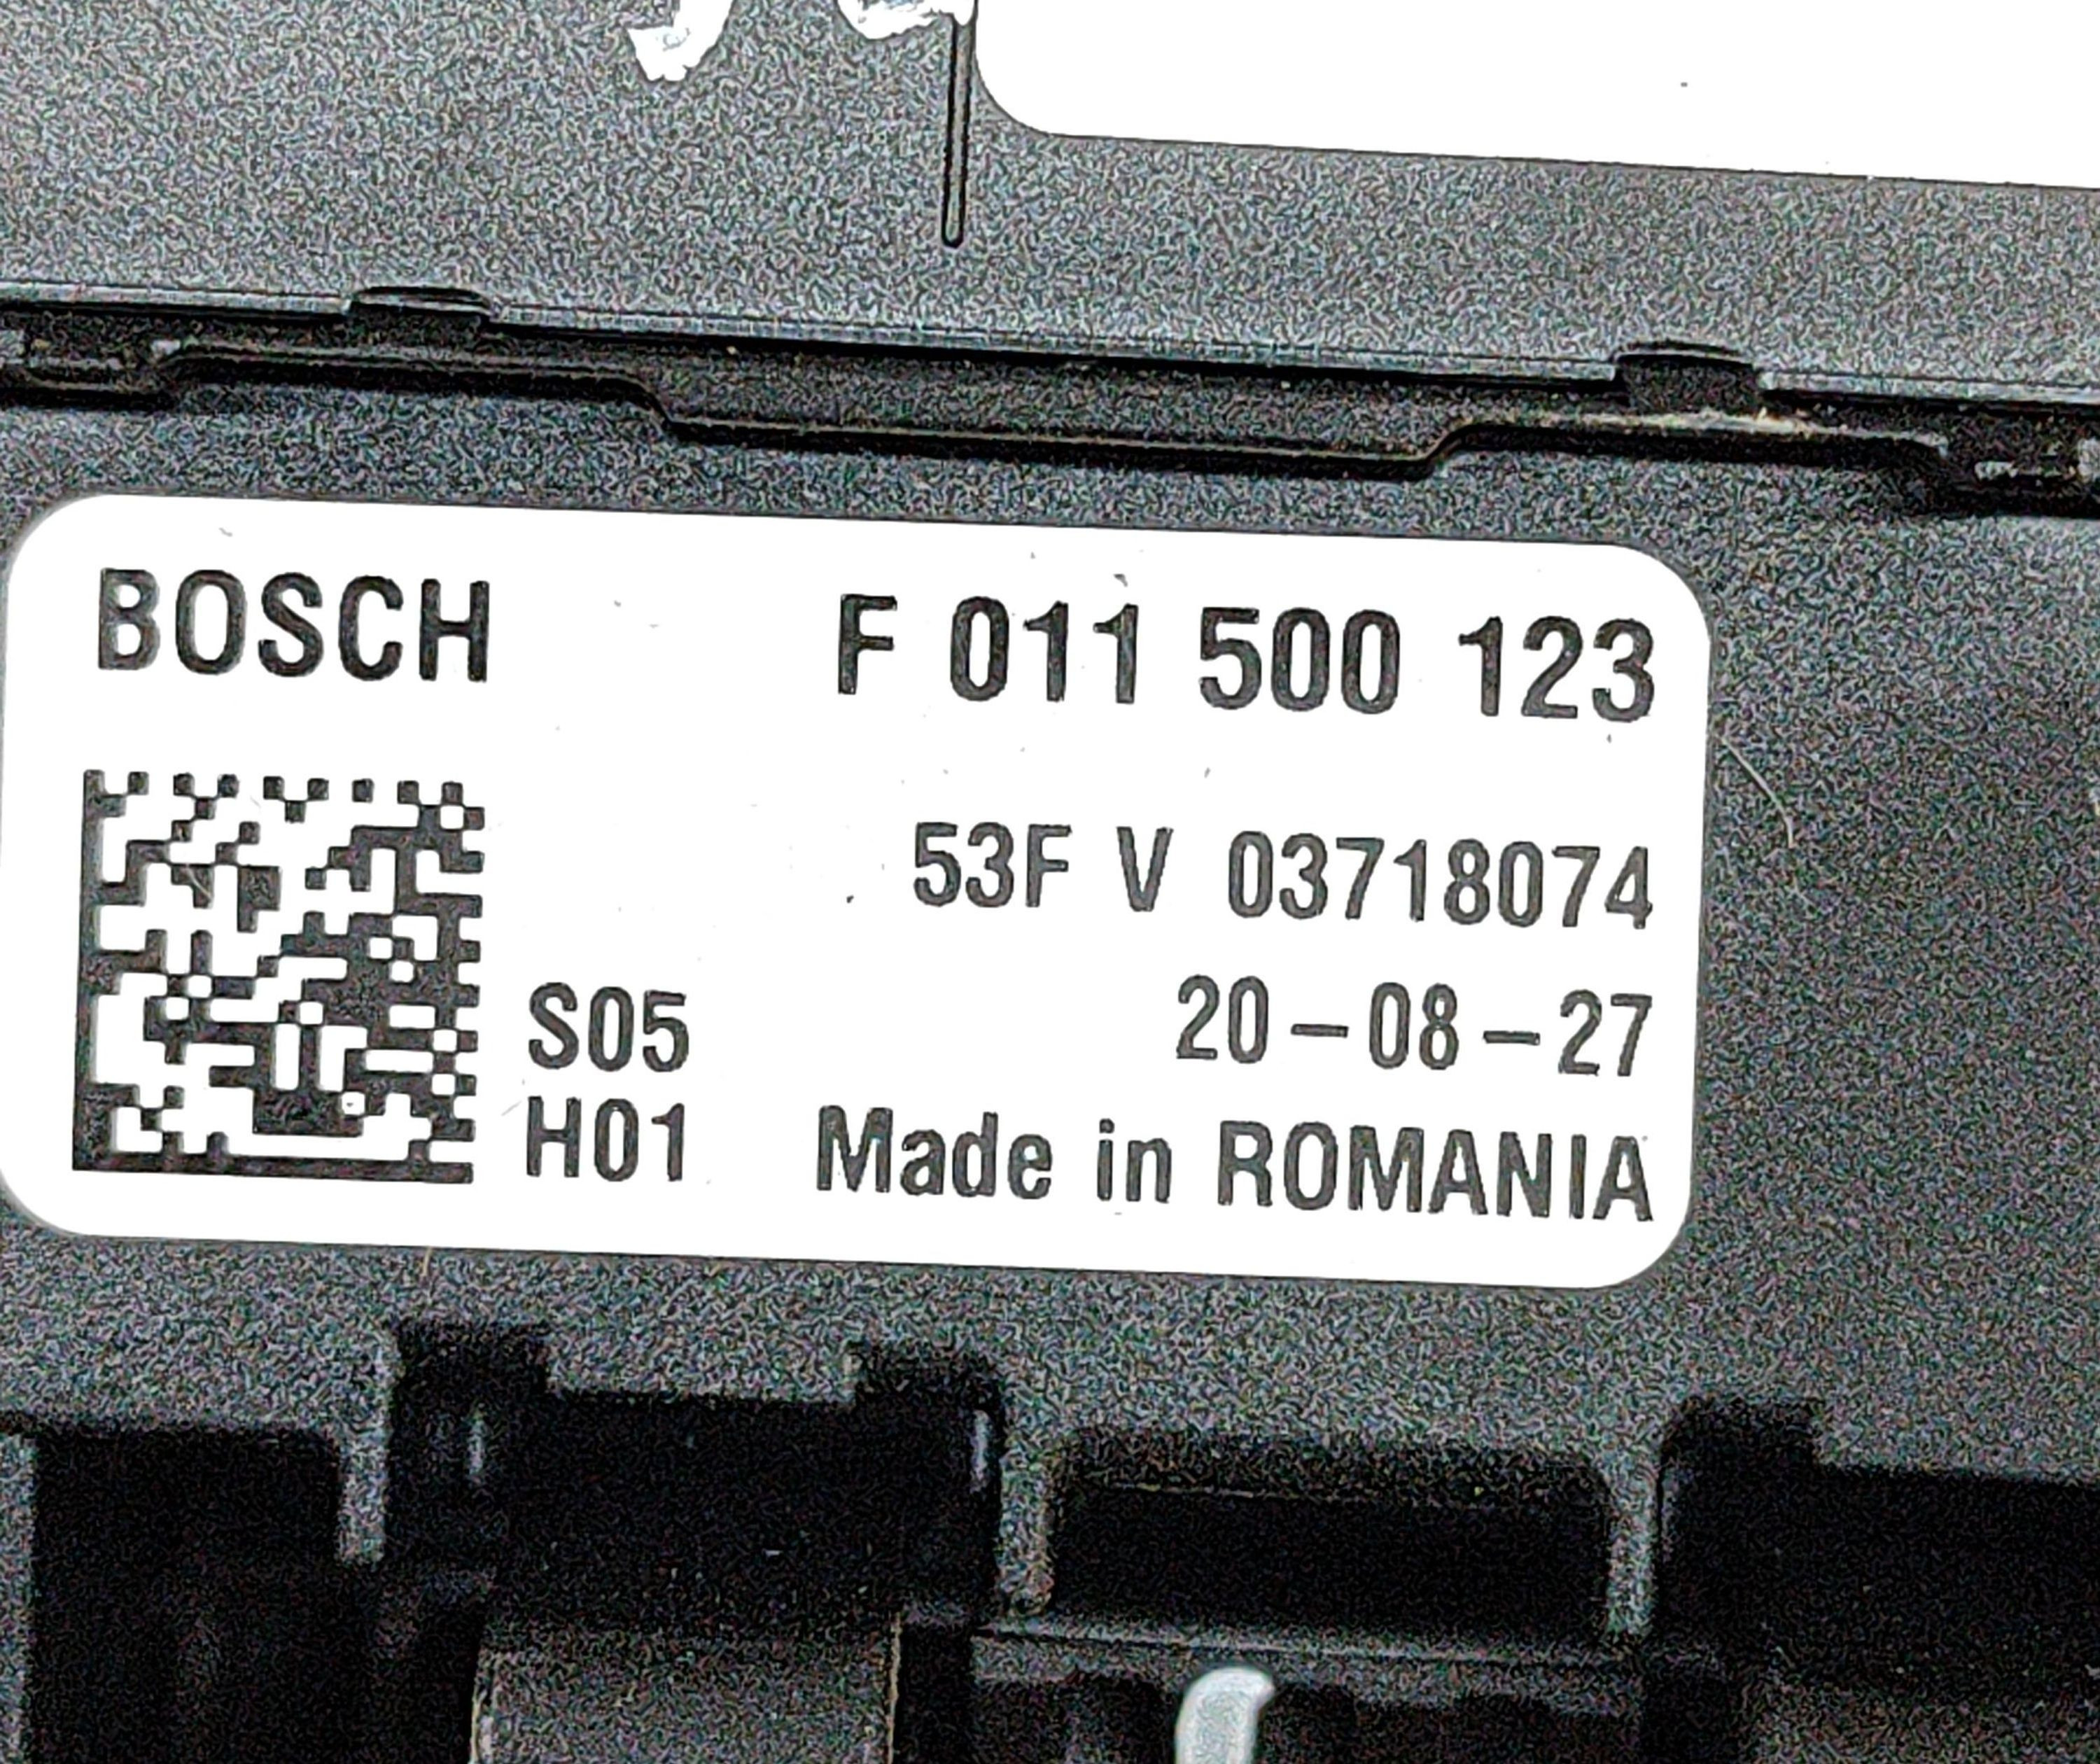 BOSCH F 011 500 123
53F V 03718074
S05 20-08-27
H01 Made in ROMANIA